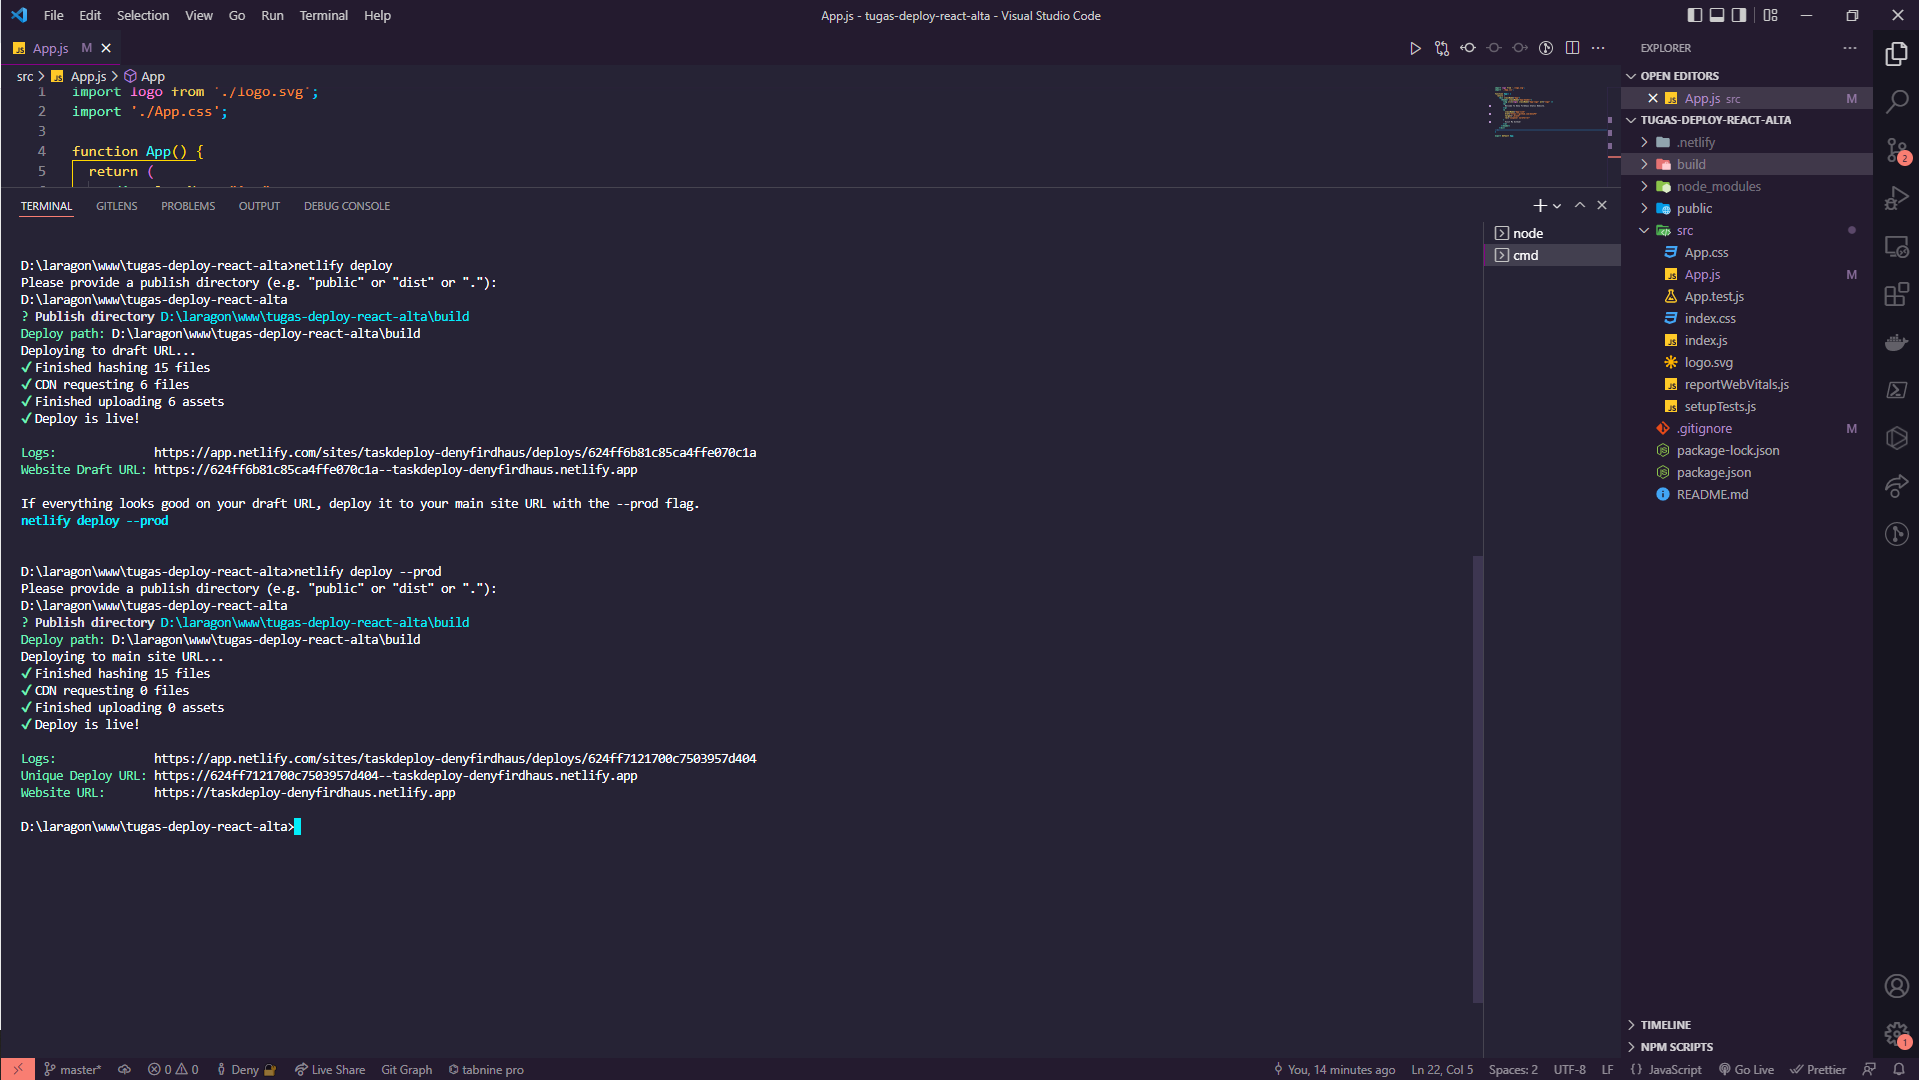 File Edit Selection View Go Run Terminal Help
App.js - tugas-deploy-react-alta - Visual Studio Code
App.js M
src > App.js > App
1 import logo from './logo.svg';
2 import './App.css';
3
4 function App() {
5 return (
TERMINAL GITLENS PROBLEMS OUTPUT DEBUG CONSOLE
D:\laragon\www\tugas-deploy-react-alta>netlify deploy
Please provide a publish directory (e.g. "public" or "dist" or "."):
D:\laragon\www\tugas-deploy-react-alta
? Publish directory D:\laragon\www\tugas-deploy-react-alta\build
Deploy path: D:\laragon\www\tugas-deploy-react-alta\build
Deploying to draft URL...
✔ Finished hashing 15 files
✔ CDN requesting 6 files
✔ Finished uploading 6 assets
✔ Deploy is live!
Logs: https://app.netlify.com/sites/taskdeploy-denyfirdhaus/deploys/624ff6b81c85ca4ffe070c1a
Website Draft URL: https://624ff6b81c85ca4ffe070c1a--taskdeploy-denyfirdhaus.netlify.app
If everything looks good on your draft URL, deploy it to your main site URL with the --prod flag.
netlify deploy --prod
D:\laragon\www\tugas-deploy-react-alta>netlify deploy --prod
Please provide a publish directory (e.g. "public" or "dist" or "."):
D:\laragon\www\tugas-deploy-react-alta
? Publish directory D:\laragon\www\tugas-deploy-react-alta\build
Deploy path: D:\laragon\www\tugas-deploy-react-alta\build
Deploying to main site URL...
✔ Finished hashing 15 files
✔ CDN requesting 0 files
✔ Finished uploading 0 assets
✔ Deploy is live!
Logs: https://app.netlify.com/sites/taskdeploy-denyfirdhaus/deploys/624ff7121700c7503957d404
Unique Deploy URL: https://624ff7121700c7503957d404--taskdeploy-denyfirdhaus.netlify.app
Website URL: https://taskdeploy-denyfirdhaus.netlify.app
D:\laragon\www\tugas-deploy-react-alta>
node
cmd
EXPLORER
OPEN EDITORS
App.js src M
TUGAS-DEPLOY-REACT-ALTA
.netlify
build
node_modules
public
src
App.css
App.js M
App.test.js
index.css
index.js
logo.svg
reportWebVitals.js
setupTests.js
.gitignore M
package-lock.json
package.json
README.md
TIMELINE
NPM SCRIPTS
2
1
master* 0 0 Deny Live Share Git Graph tabnine pro
You, 14 minutes ago Ln 22, Col 5 Spaces: 2 UTF-8 LF {} JavaScript Go Live Prettier